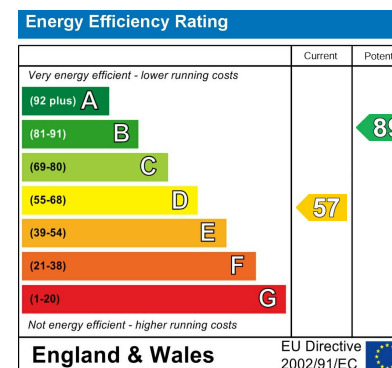 Energy Efficiency Rating
Current
Very energy efficient - lower running costs
(92 plus) A
(81-91) B
(69-80) C
(55-68) D
57
(39-54) E
(21-38) F
(1-20) G
Not energy efficient - higher running costs
England & Wales
EU Directive
2002/91/EC